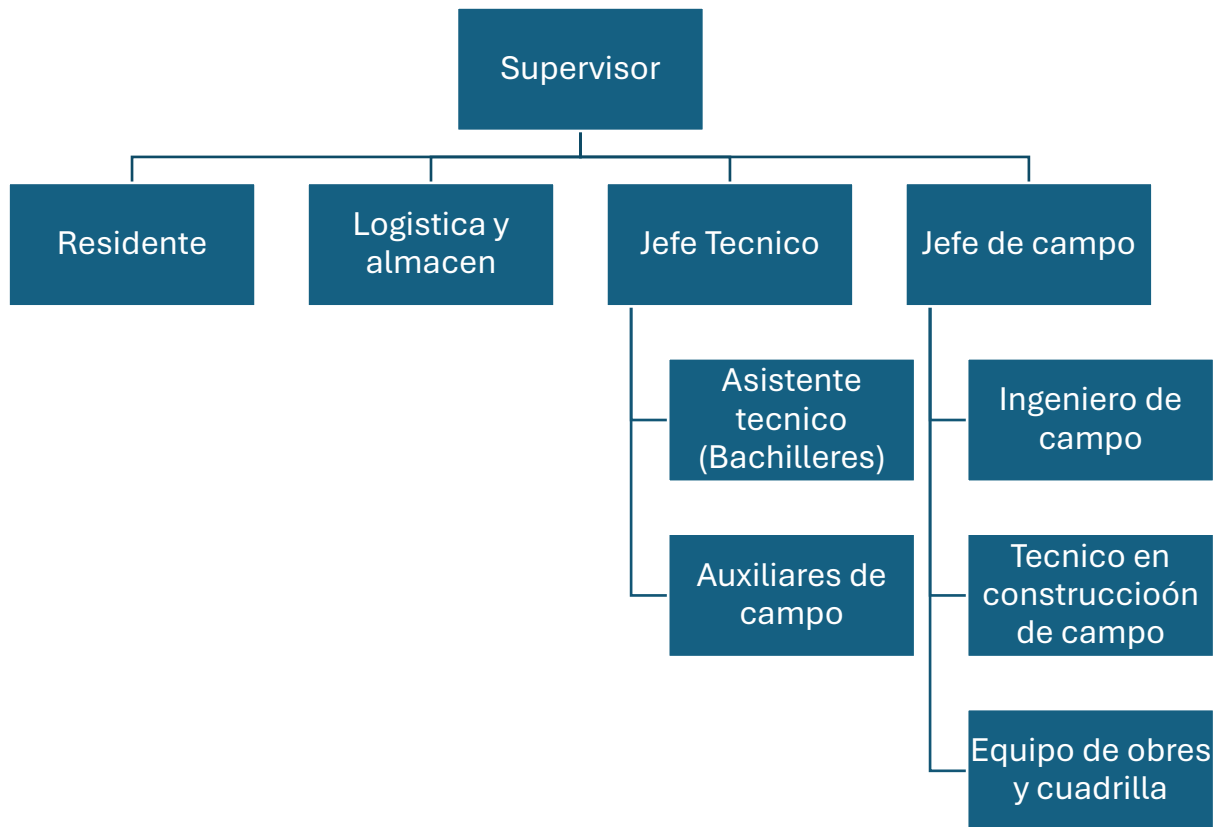 Supervisor
Residente
Logistica y
almacen
Jefe Tecnico
Jefe de campo
Asistente
tecnico
(Bachilleres)
Auxiliares de
campo
Ingeniero de
campo
Tecnico en
construccioón
de campo
Equipo de obres
y cuadrilla